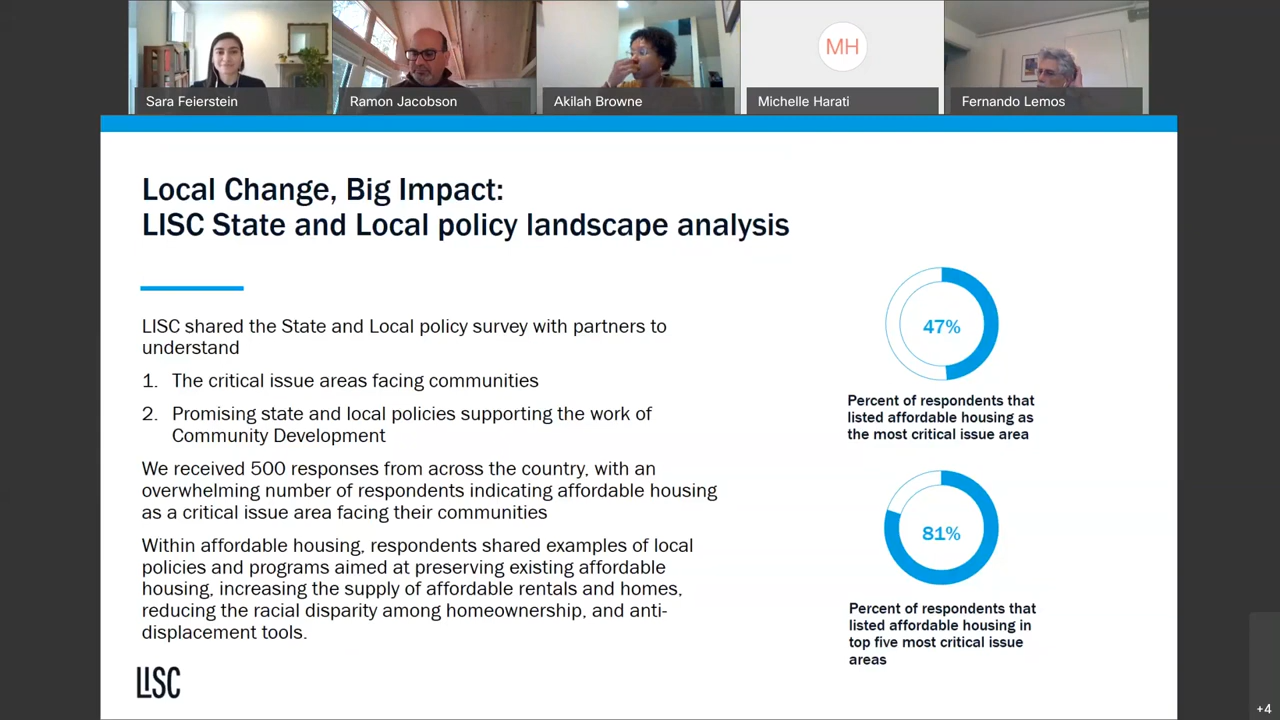 Sara Feierstein
Ramon Jacobson
Akilah Browne
MH
Michelle Harati
Fernando Lemos
Local Change, Big Impact:
LISC State and Local policy landscape analysis
LISC shared the State and Local policy survey with partners to
understand
1. The critical issue areas facing communities
2. Promising state and local policies supporting the work of
Community Development
We received 500 responses from across the country, with an
overwhelming number of respondents indicating affordable housing
as a critical issue area facing their communities
Within affordable housing, respondents shared examples of local
policies and programs aimed at preserving existing affordable
housing, increasing the supply of affordable rentals and homes,
reducing the racial disparity among homeownership, and anti-
displacement tools.
47%
Percent of respondents that
listed affordable housing as
the most critical issue area
81%
Percent of respondents that
listed affordable housing in
top five most critical issue
areas
LISC
+4